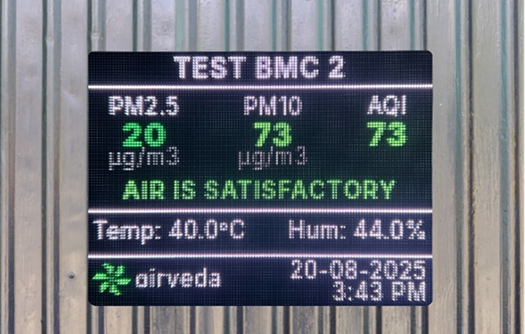 TEST BMC 2
PM2.5 PM10 AQI
20 73 73
µg/m3 µg/m3
AIR IS SATISFACTORY
Temp: 40.0°C Hum: 44.0%
airveda 20-08-2025
3:43 PM